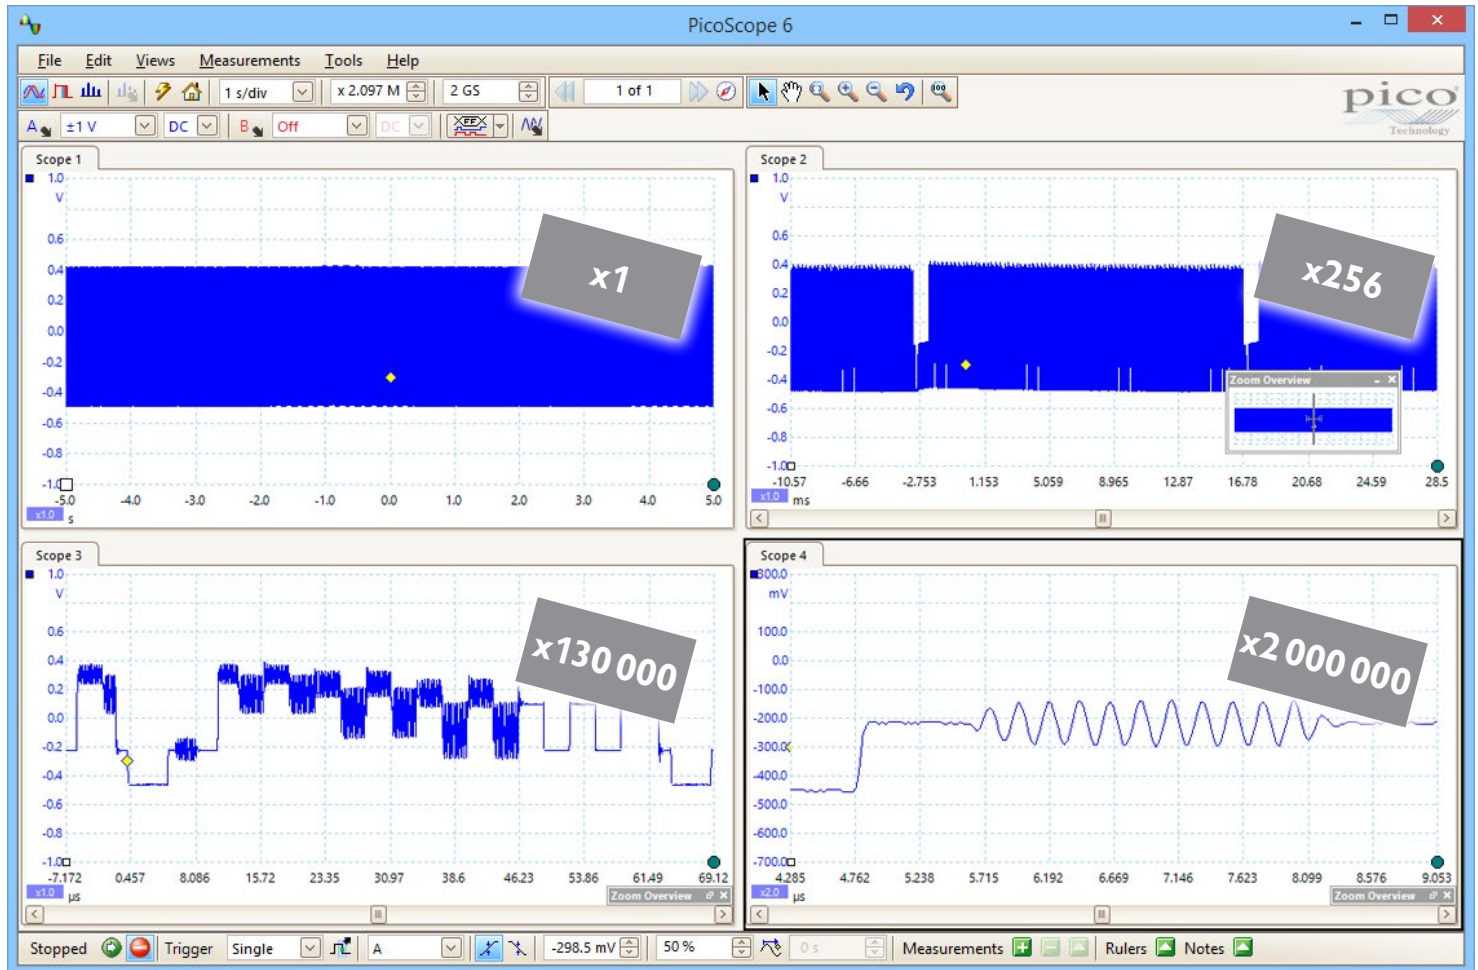 PicoScope 6
File Edit Views Measurements Tools Help
1 s/div x 2.097 M 2 GS 1 of 1
pico
Technology
A ±1 V DC B Off DC
Scope 1
1.0
V
0.6
0.4
0.2
0.0
-0.2
-0.4
-0.6
-0.8
-1.0
-5.0 -4.0 -3.0 -2.0 -1.0 0.0 1.0 2.0 3.0 4.0 5.0
x1.0 s
x1
Scope 2
1.0
V
0.6
0.4
0.2
0.0
-0.2
-0.4
-0.6
-0.8
-1.0
-10.57 -6.66 -2.753 1.153 5.059 8.965 12.87 16.78 20.68 24.59 28.5
x1.0 ms
x256
Zoom Overview
Scope 3
1.0
V
0.6
0.4
0.2
0.0
-0.2
-0.4
-0.6
-0.8
-1.0
-7.172 0.457 8.086 15.72 23.35 30.97 38.6 46.23 53.86 61.49 69.12
x1.0 µs
x130 000
Zoom Overview
Scope 4
300.0
mV
100.0
0.0
-100.0
-200.0
-300.0
-400.0
-500.0
-600.0
-700.0
4.285 4.762 5.238 5.715 6.192 6.669 7.146 7.623 8.099 8.576 9.053
x2.0 µs
x2 000 000
Zoom Overview
Stopped Trigger Single A -298.5 mV 50 % 0 s Measurements Rulers Notes